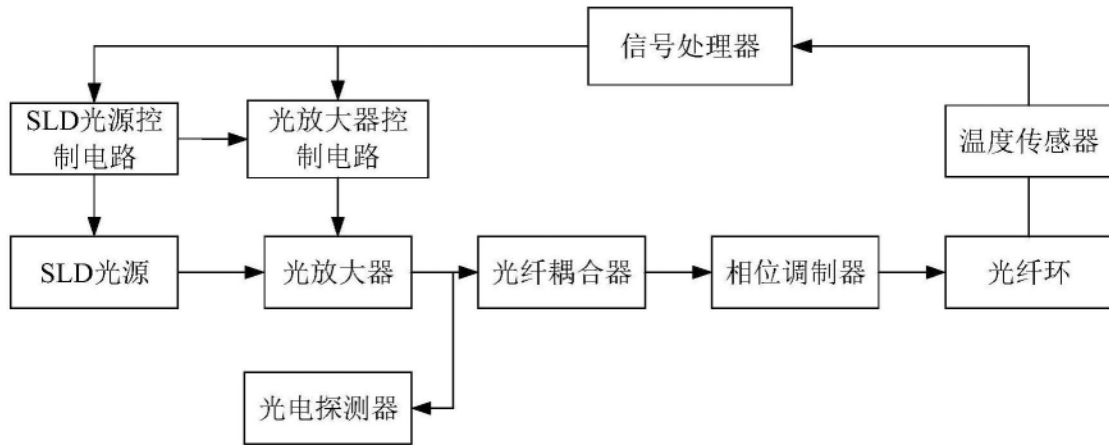 信号处理器
SLD光源控
制电路
光放大器控
制电路
温度传感器
SLD光源
光放大器
光纤耦合器
相位调制器
光纤环
光电探测器